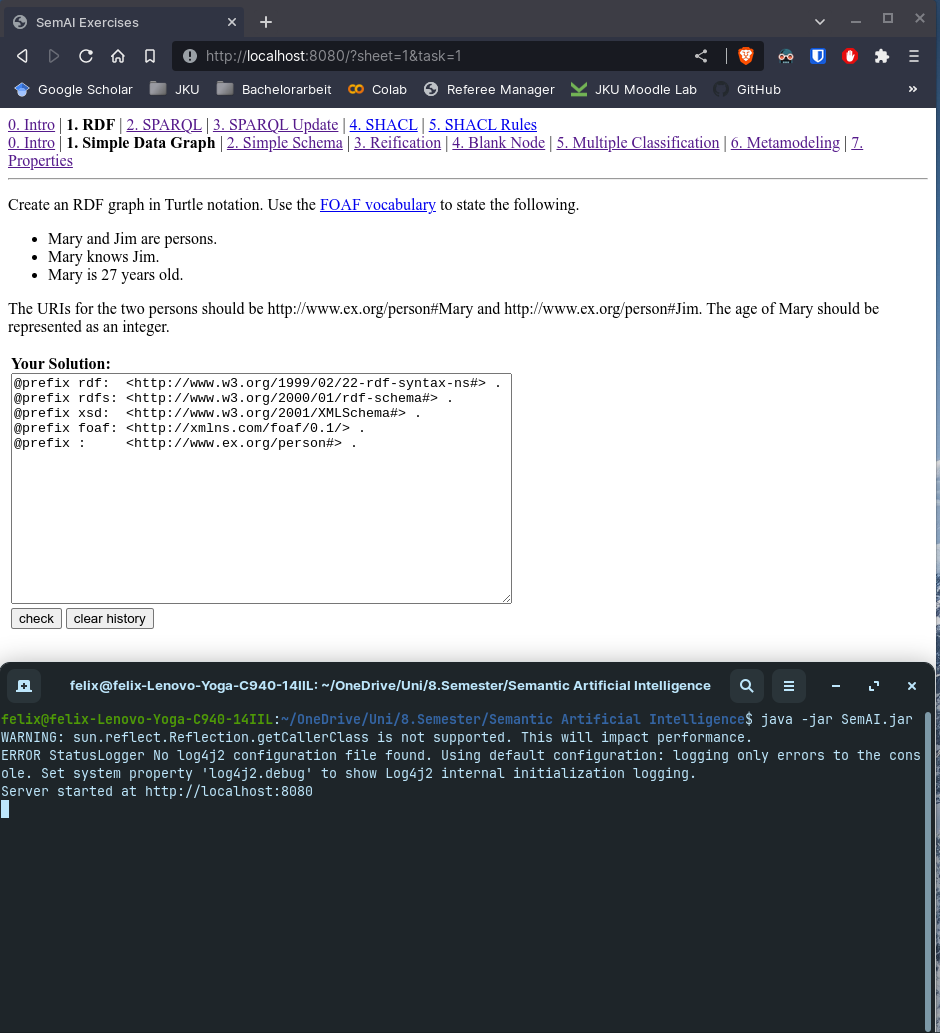 SemAI Exercises
http://localhost:8080/?sheet=1&task=1
Google Scholar JKU Bachelorarbeit Colab Referee Manager JKU Moodle Lab GitHub »
0. Intro | 1. RDF | 2. SPARQL | 3. SPARQL Update | 4. SHACL | 5. SHACL Rules
0. Intro | 1. Simple Data Graph | 2. Simple Schema | 3. Reification | 4. Blank Node | 5. Multiple Classification | 6. Metamodeling | 7.
Properties
Create an RDF graph in Turtle notation. Use the FOAF vocabulary to state the following.
• Mary and Jim are persons.
• Mary knows Jim.
• Mary is 27 years old.
The URIs for the two persons should be http://www.ex.org/person#Mary and http://www.ex.org/person#Jim. The age of Mary should be
represented as an integer.
Your Solution:
@prefix rdf:  <http://www.w3.org/1999/02/22-rdf-syntax-ns#> .
@prefix rdfs: <http://www.w3.org/2000/01/rdf-schema#> .
@prefix xsd:  <http://www.w3.org/2001/XMLSchema#> .
@prefix foaf: <http://xmlns.com/foaf/0.1/> .
@prefix :     <http://www.ex.org/person#> .
check clear history
felix@felix-Lenovo-Yoga-C940-14IIL: ~/OneDrive/Uni/8.Semester/Semantic Artificial Intelligence
felix@felix-Lenovo-Yoga-C940-14IIL:~/OneDrive/Uni/8.Semester/Semantic Artificial Intelligence$ java -jar SemAI.jar
WARNING: sun.reflect.Reflection.getCallerClass is not supported. This will impact performance.
ERROR StatusLogger No log4j2 configuration file found. Using default configuration: logging only errors to the cons
ole. Set system property 'log4j2.debug' to show Log4j2 internal initialization logging.
Server started at http://localhost:8080